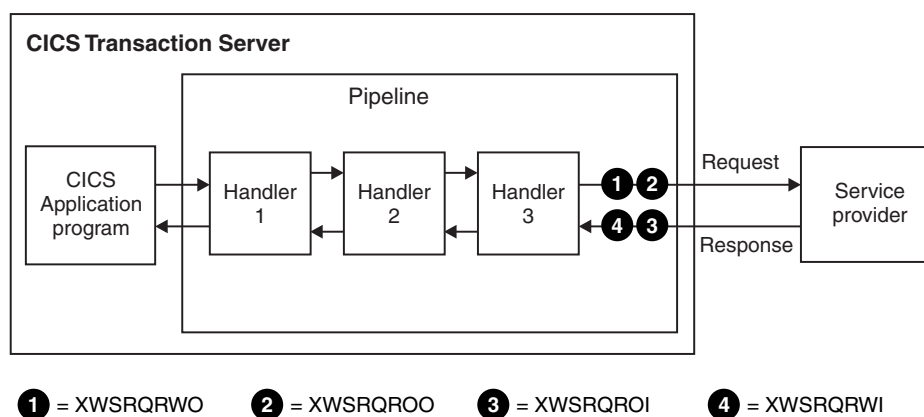 CICS Transaction Server
Pipeline
CICS
Application
program
Handler
1
Handler
2
Handler
3
1 2
4 3
Request
Response
Service
provider
1 = XWSRQRWO 2 = XWSRQROO 3 = XWSRQROI 4 = XWSRQRWI